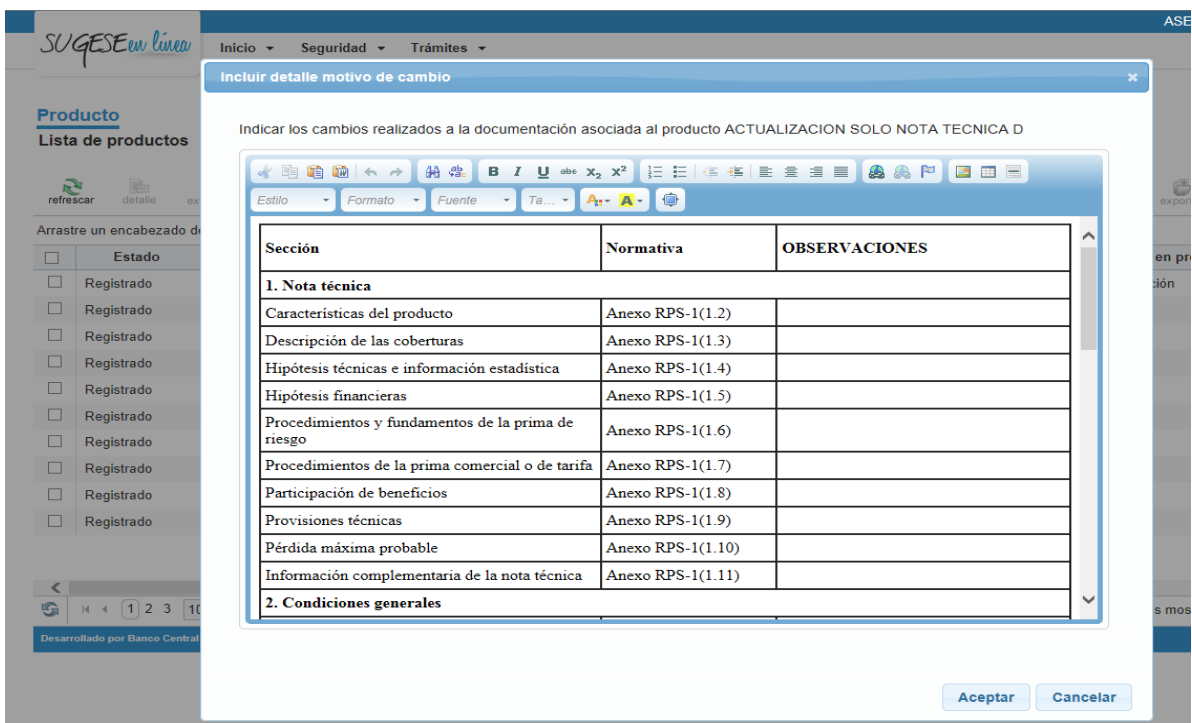 ASE
SUGESE en línea
Inicio Seguridad Trámites
Incluir detalle motivo de cambio
Producto
Lista de productos
Indicar los cambios realizados a la documentación asociada al producto ACTUALIZACION SOLO NOTA TECNICA D
refrescar detalle ex
export
B I U abc x2 x2
Estilo Formato Fuente Ta... A A
Arrastre un encabezado de
Estado
en pr
Registrado
ción
Registrado
Registrado
Registrado
Registrado
Registrado
Registrado
Registrado
Registrado
Registrado
Sección Normativa OBSERVACIONES
1. Nota técnica
Características del producto Anexo RPS-1(1.2)
Descripción de las coberturas Anexo RPS-1(1.3)
Hipótesis técnicas e información estadística Anexo RPS-1(1.4)
Hipótesis financieras Anexo RPS-1(1.5)
Procedimientos y fundamentos de la prima de
riesgo Anexo RPS-1(1.6)
Procedimientos de la prima comercial o de tarifa Anexo RPS-1(1.7)
Participación de beneficios Anexo RPS-1(1.8)
Provisiones técnicas Anexo RPS-1(1.9)
Pérdida máxima probable Anexo RPS-1(1.10)
Información complementaria de la nota técnica Anexo RPS-1(1.11)
2. Condiciones generales
1 2 3 10
s mos
Desarrollado por Banco Central
Aceptar Cancelar